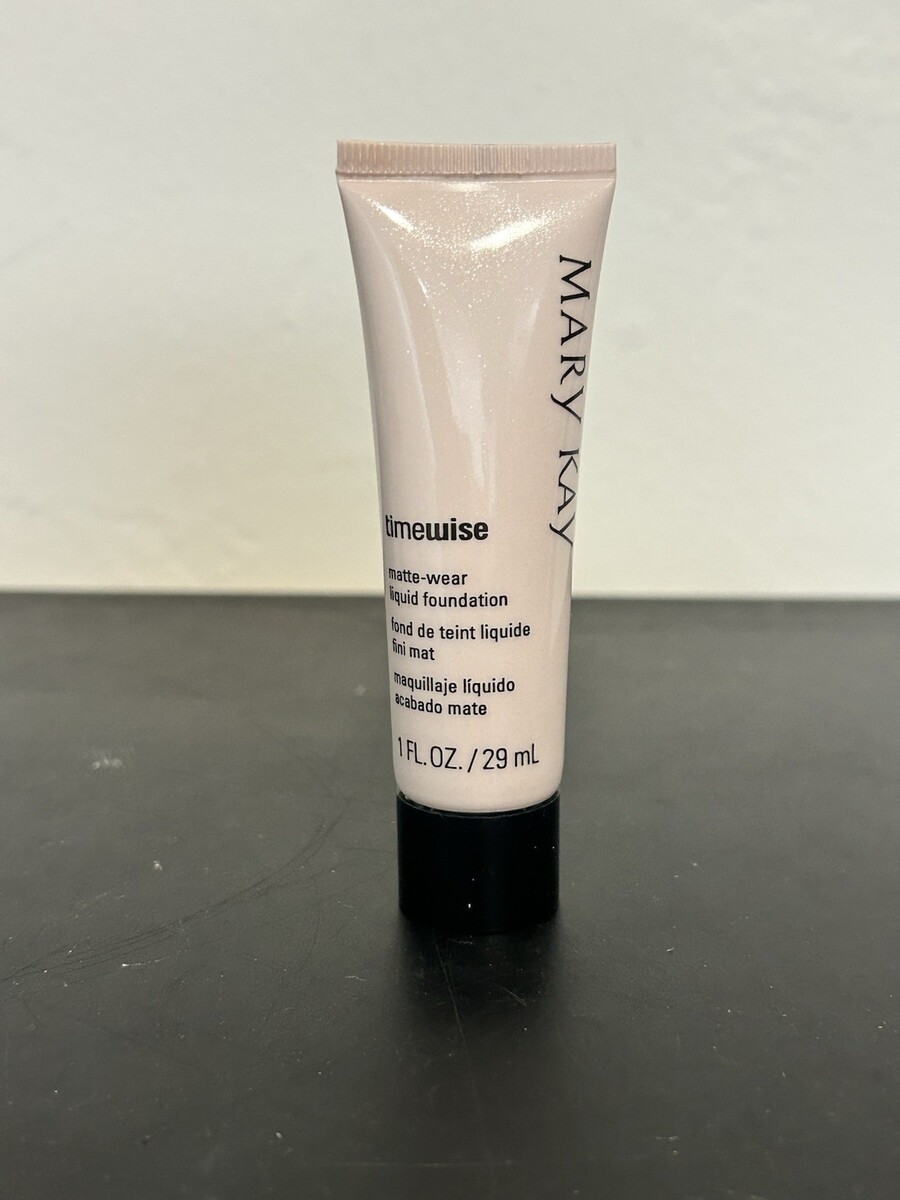 MARY KAY
timewise
matte-wear
liquid foundation
fond de teint liquide
fini mat
maquillaje líquido
acabado mate
1 FL.OZ. / 29 mL